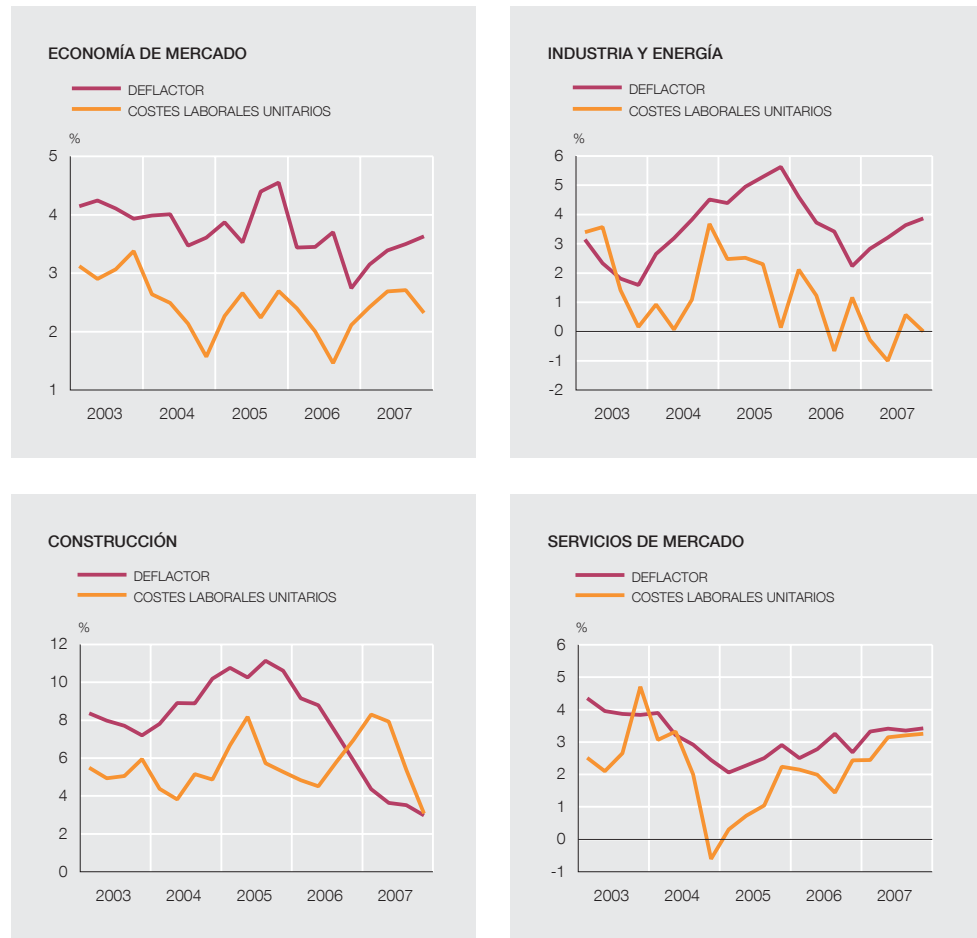 ECONOMÍA DE MERCADO
DEFLACTOR
COSTES LABORALES UNITARIOS
%
5
4
3
2
1
2003 2004 2005 2006 2007
INDUSTRIA Y ENERGÍA
DEFLACTOR
COSTES LABORALES UNITARIOS
%
6
5
4
3
2
1
0
-1
-2
2003 2004 2005 2006 2007
CONSTRUCCIÓN
DEFLACTOR
COSTES LABORALES UNITARIOS
%
12
10
8
6
4
2
0
2003 2004 2005 2006 2007
SERVICIOS DE MERCADO
DEFLACTOR
COSTES LABORALES UNITARIOS
%
6
5
4
3
2
1
0
-1
2003 2004 2005 2006 2007